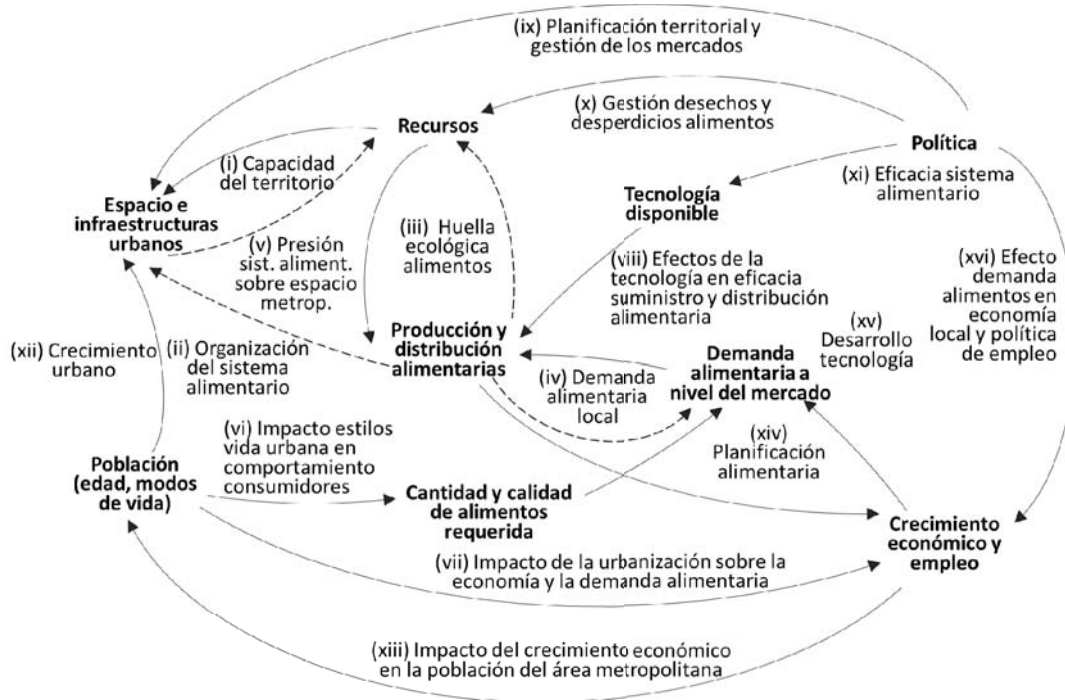 (ix) Planificación territorial y
gestión de los mercados
(x) Gestión desechos y
desperdicios alimentos
Recursos
Política
(i) Capacidad
del territorio
(xi) Eficacia sistema
alimentario
Tecnología
disponible
Espacio e
infraestructuras
urbanos
(iii) Huella
ecológica
alimentos
(v) Presión
sist. aliment.
sobre espacio
metrop.
(viii) Efectos de la
tecnología en eficacia
suministro y distribución
alimentaria
(xvi) Efecto
demanda
alimentos en
economía
local y política
de empleo
(xv)
Desarrollo
tecnología
Producción y
distribución
alimentarias
(xii) Crecimiento
urbano
(ii) Organización
del sistema
alimentario
Demanda
alimentaria a
nivel del mercado
(iv) Demanda
alimentaria
local
(vi) Impacto estilos
vida urbana en
comportamiento
consumidores
(xiv)
Planificación
alimentaria
Población
(edad, modos
de vida)
Cantidad y calidad
de alimentos
requerida
Crecimiento
económico y
empleo
(vii) Impacto de la urbanización sobre la
economía y la demanda alimentaria
(xiii) Impacto del crecimiento económico
en la población del área metropolitana